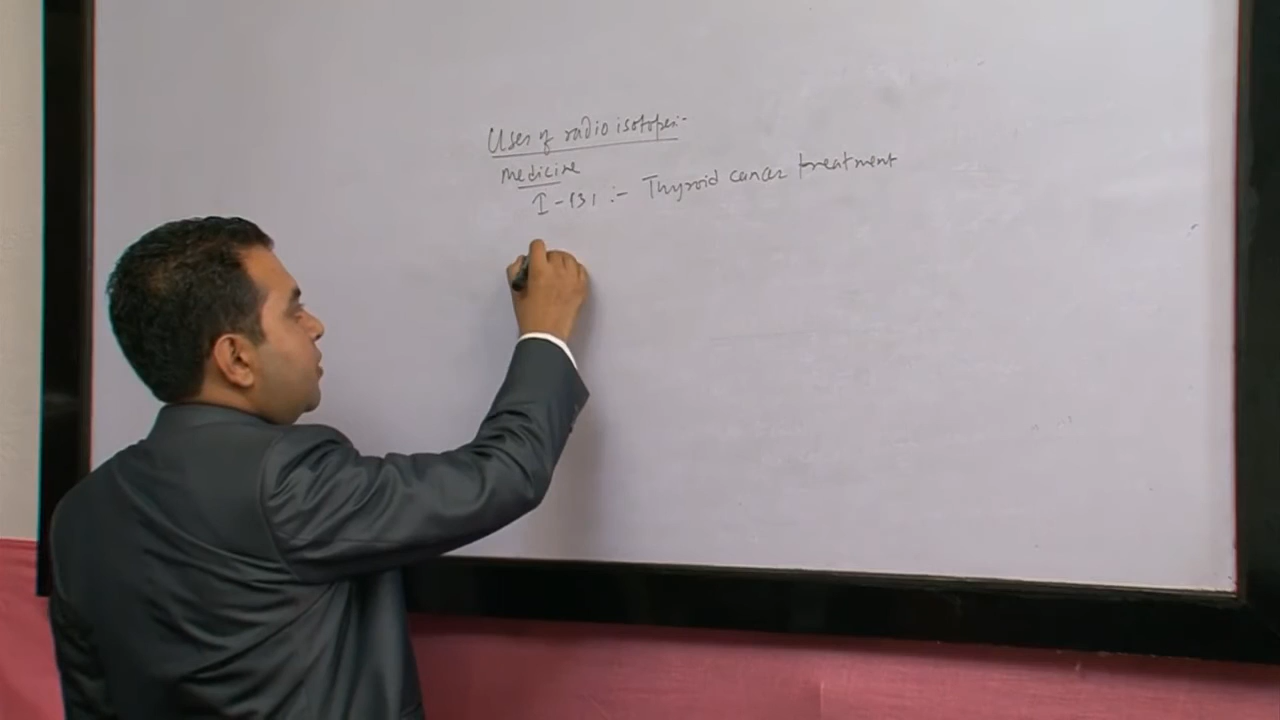 Uses of radio isotopes:-
Medicine
I-131 :- Thyroid cancer treatment